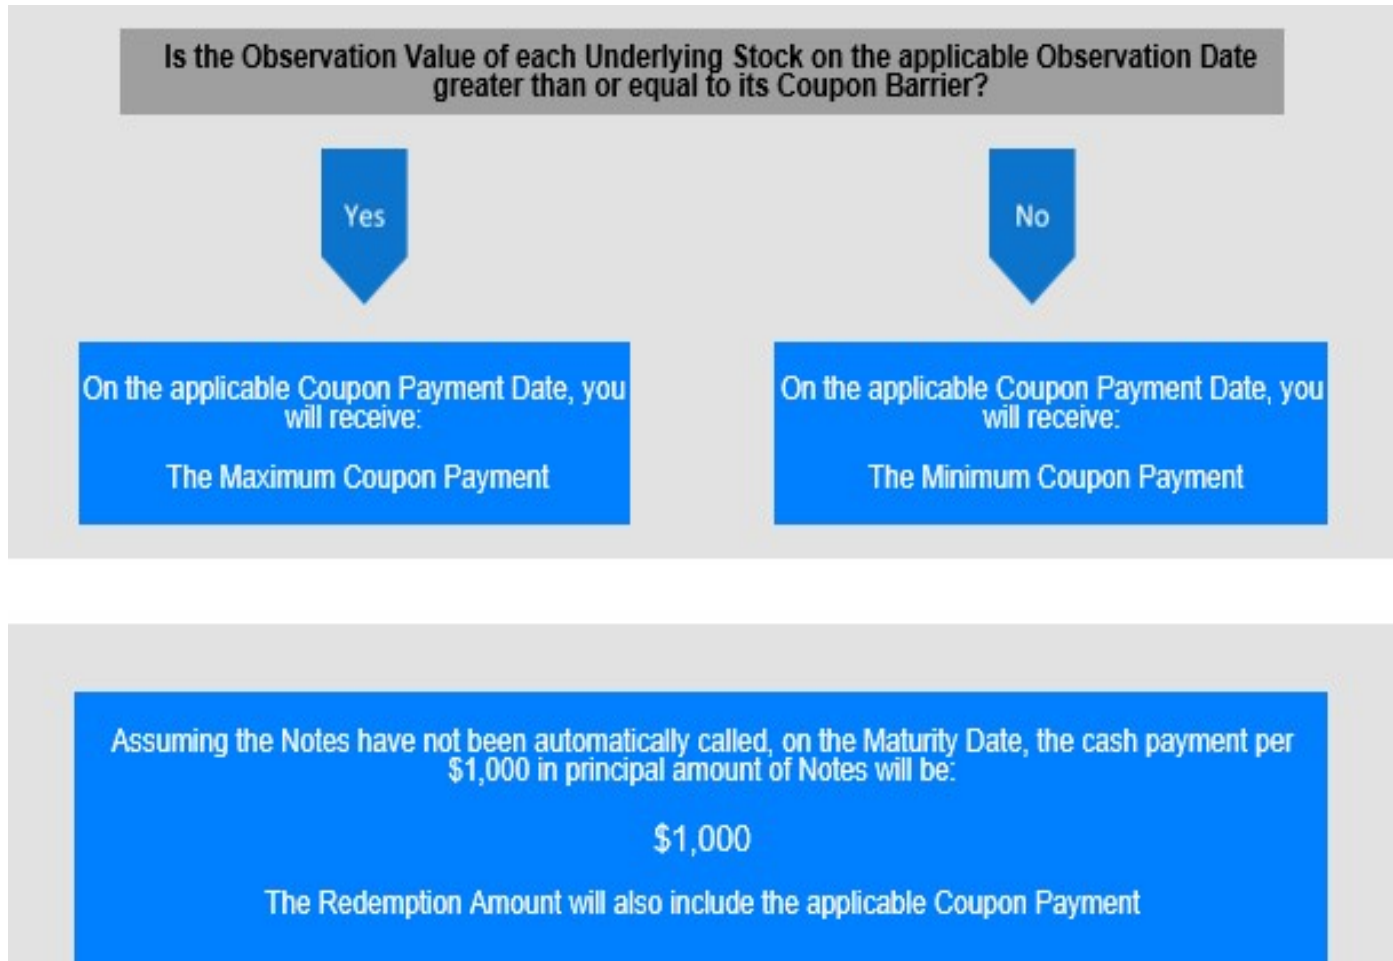 Is the Observation Value of each Underlying Stock on the applicable Observation Date
greater than or equal to its Coupon Barrier?
Yes
No
On the applicable Coupon Payment Date, you
will receive:
The Maximum Coupon Payment
On the applicable Coupon Payment Date, you
will receive:
The Minimum Coupon Payment
Assuming the Notes have not been automatically called, on the Maturity Date, the cash payment per
$1,000 in principal amount of Notes will be:
$1,000
The Redemption Amount will also include the applicable Coupon Payment